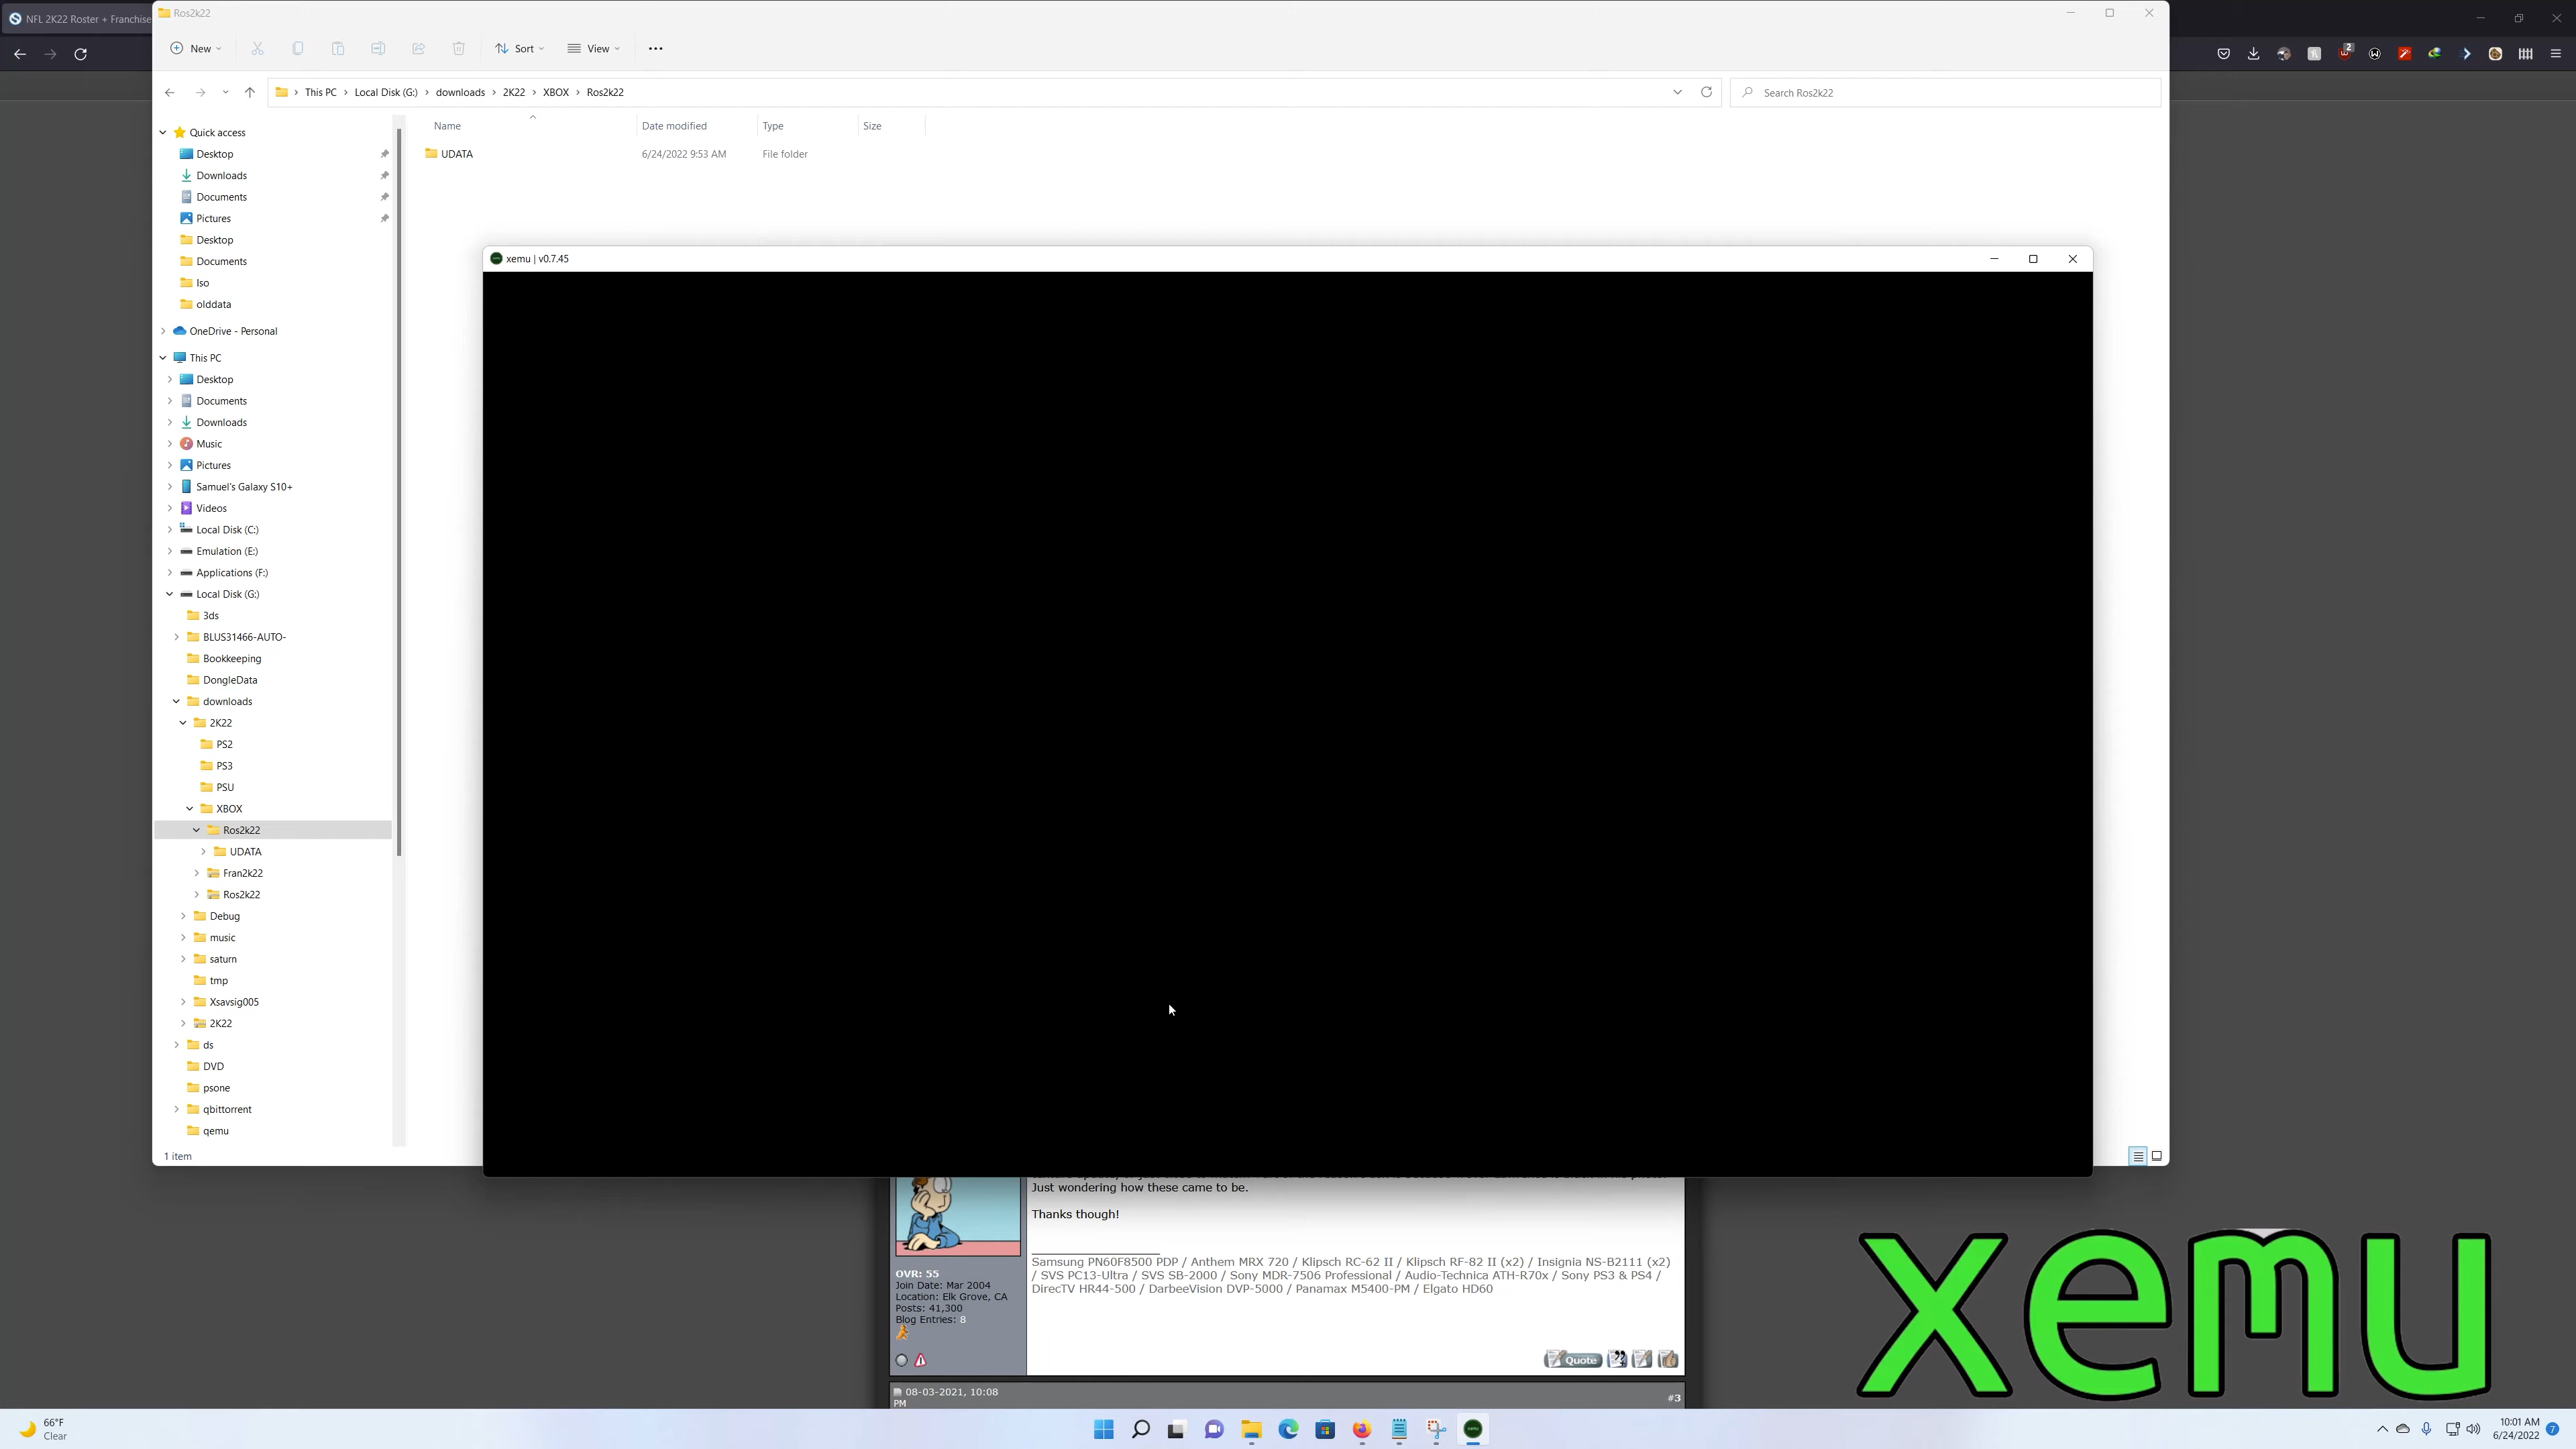 NFL 2K22 Roster + Franchise
Ros2k22
New
Sort
View
This PC
Local Disk (G:)
downloads
2K22
XBOX
Ros2k22
Search Ros2k22
Name
Date modified
Type
Size
UDATA
6/24/2022 9:53 AM
File folder
Quick access
Desktop
Downloads
Documents
Pictures
Desktop
Documents
Iso
olddata
OneDrive - Personal
This PC
Desktop
Documents
Downloads
Music
Pictures
Samuel's Galaxy S10+
Videos
Local Disk (C:)
Emulation (E:)
Applications (F:)
Local Disk (G:)
3ds
BLUS31466-AUTO-
Bookkeeping
DongleData
downloads
2K22
PS2
PS3
PSU
XBOX
Ros2k22
UDATA
Fran2k22
Ros2k22
Debug
music
saturn
tmp
Xsavsig005
2K22
ds
DVD
psone
qbittorrent
qemu
1 item
xemu | v0.7.45
Just wondering how these came to be.
Thanks though!
Samsung PN60F8500 PDP / Anthem MRX 720 / Klipsch RC-62 II / Klipsch RF-82 II (x2) / Insignia NS-B2111 (x2)
/ SVS PC13-Ultra / SVS SB-2000 / Sony MDR-7506 Professional / Audio-Technica ATH-R70x / Sony PS3 & PS4 /
DirecTV HR44-500 / DarbeeVision DVP-5000 / Panamax M5400-PM / Elgato HD60
OVR: 55
Join Date: Mar 2004
Location: Elk Grove, CA
Posts: 41,300
Blog Entries: 8
Quote
08-03-2021, 10:08
PM
#3
xemu
66°F
Clear
10:01 AM
6/24/2022
7
2